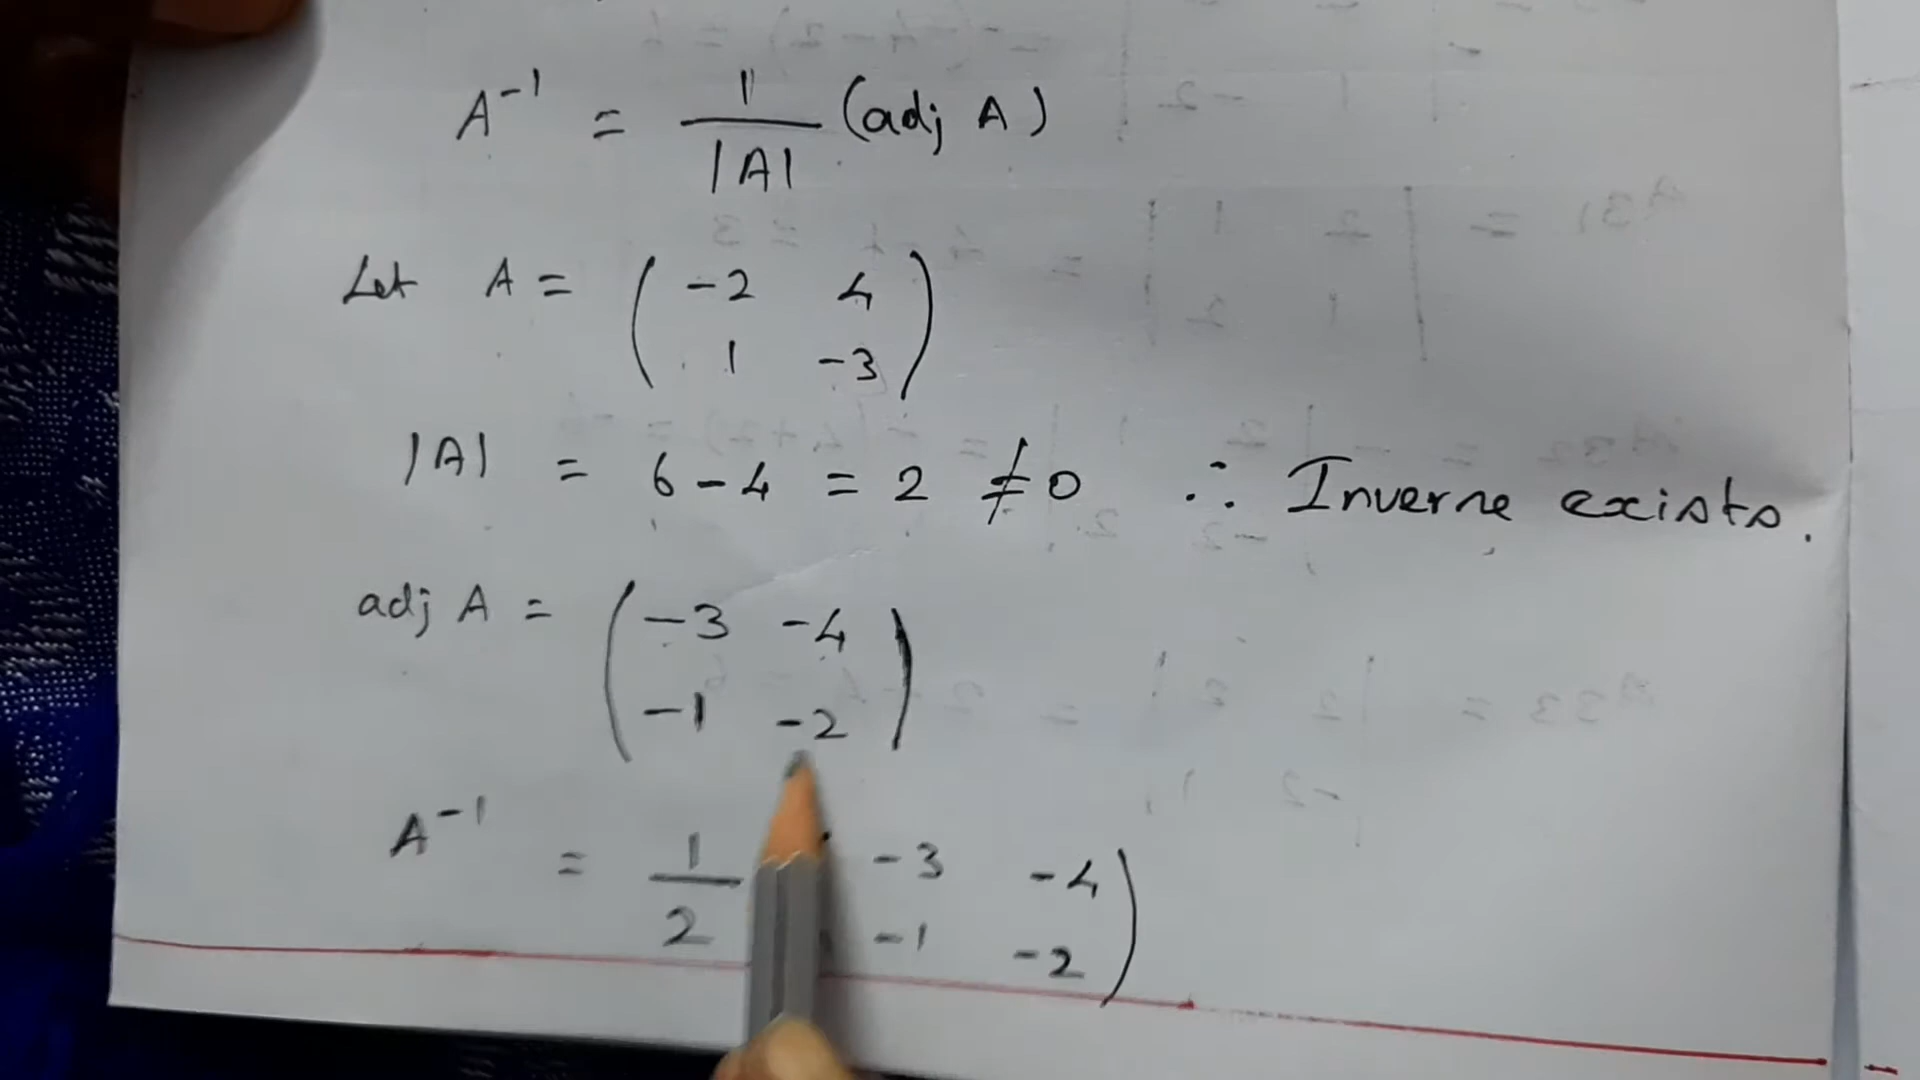 A⁻¹ = 1/|A| (adj A)
Let A = ( -2 4
1 -3 )
|A| = 6 - 4 = 2 ≠ 0 ∴ Inverse exists.
adj A = ( -3 -4
-1 -2 )
A⁻¹ = 1/2 ( -3 -4
-1 -2 )